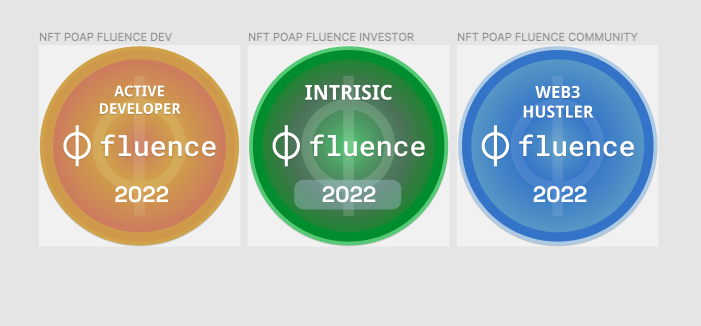 NFT POAP FLUENCE DEV
ACTIVE
DEVELOPER
fluence
2022
NFT POAP FLUENCE INVESTOR
INTRISIC
fluence
2022
NFT POAP FLUENCE COMMUNITY
WEB3
HUSTLER
fluence
2022